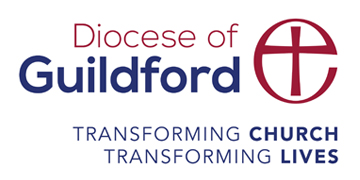 Diocese of
Guildford
TRANSFORMING CHURCH
TRANSFORMING LIVES